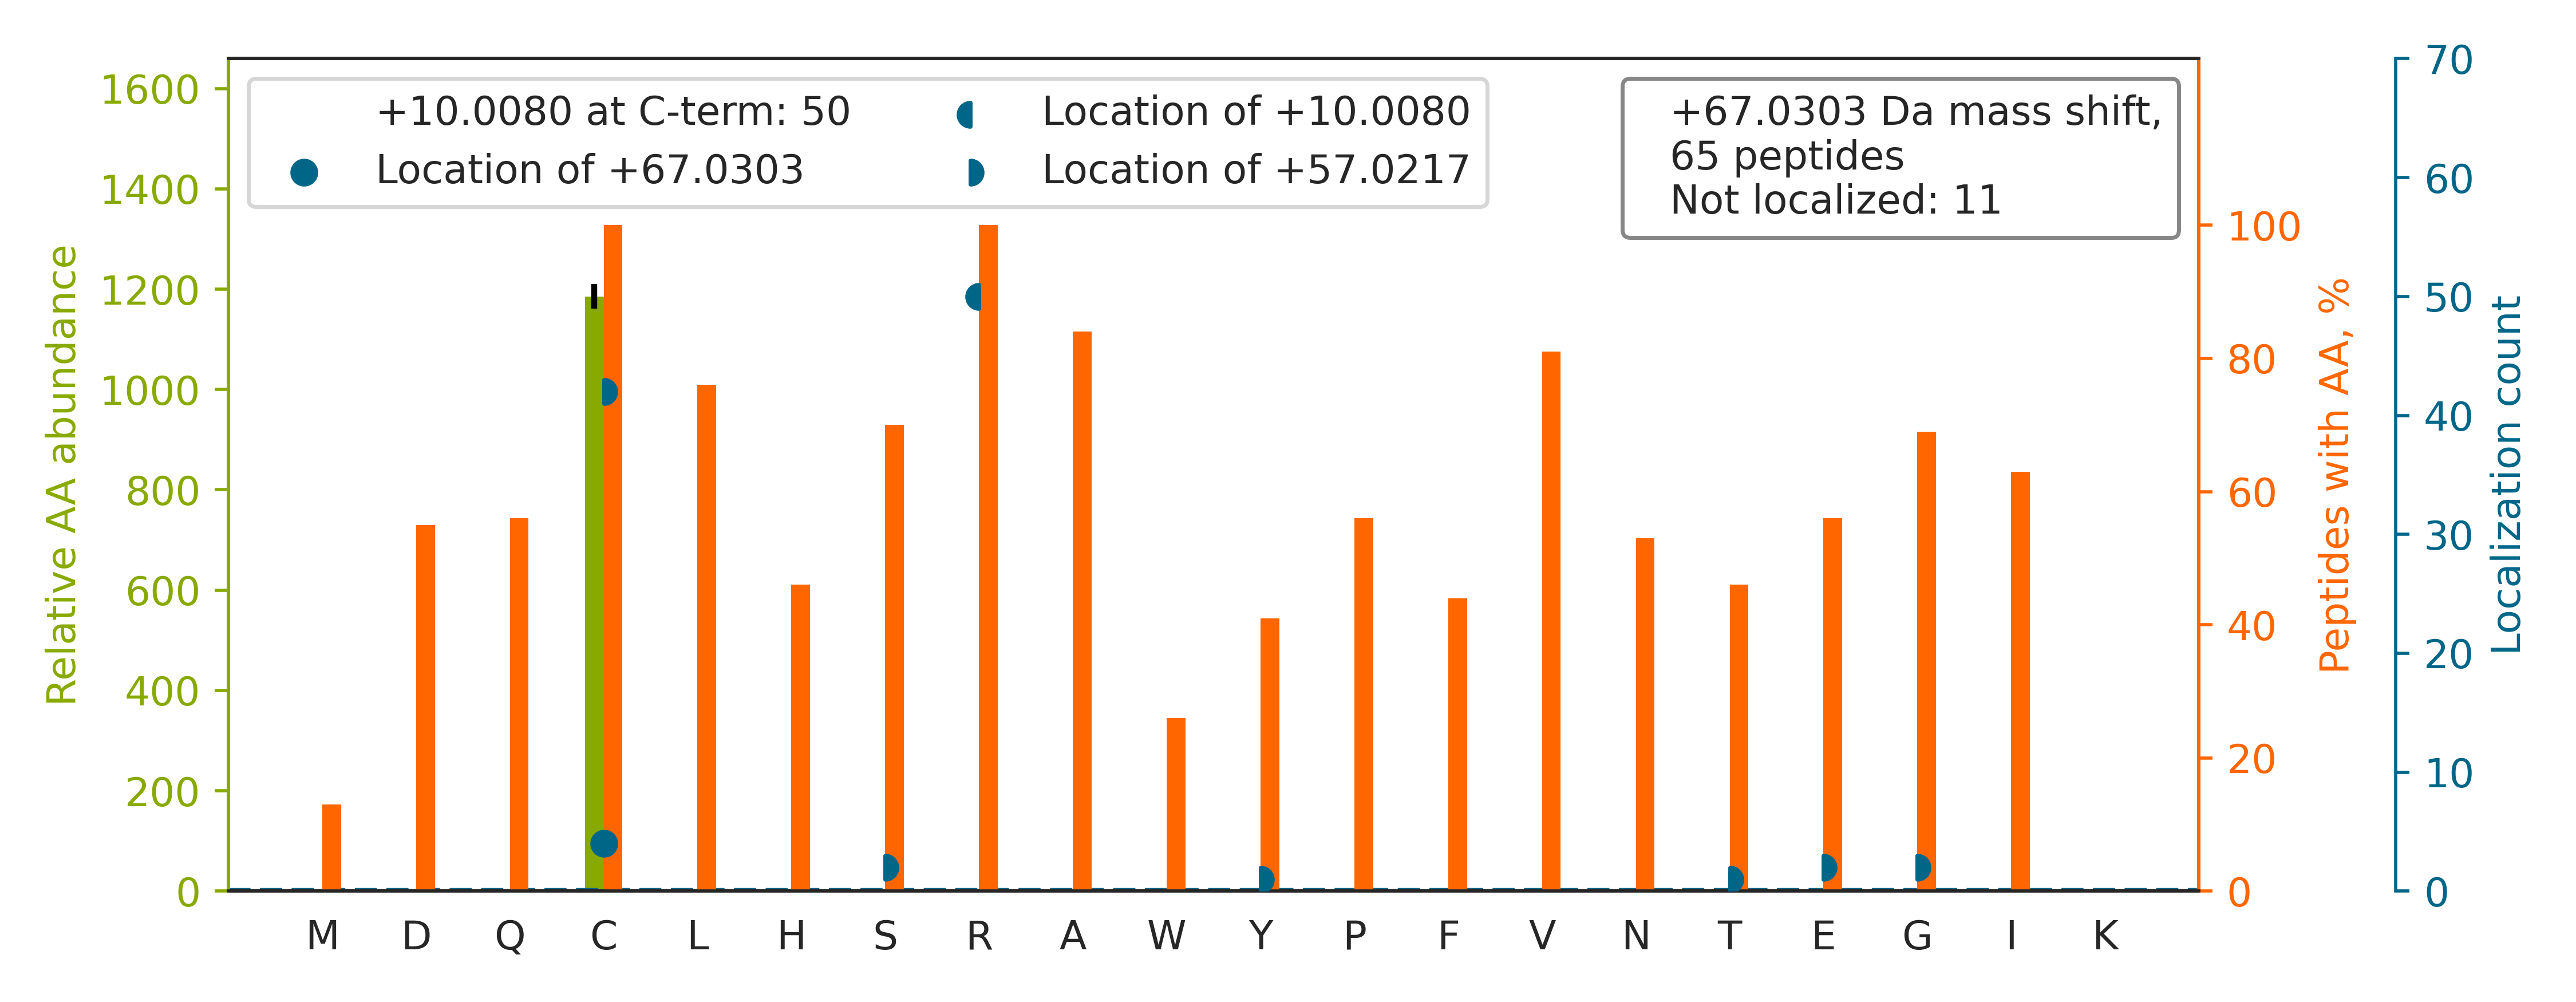 1600
1400
1200
1000
800
600
400
200
0
Relative AA abundance
+10.0080 at C-term: 50
Location of +67.0303
Location of +10.0080
Location of +57.0217
+67.0303 Da mass shift,
65 peptides
Not localized: 11
100
80
60
40
20
0
Peptides with AA, %
70
60
50
40
30
20
10
0
Localization count
M D Q C L H S R A W Y P F V N T E G I K